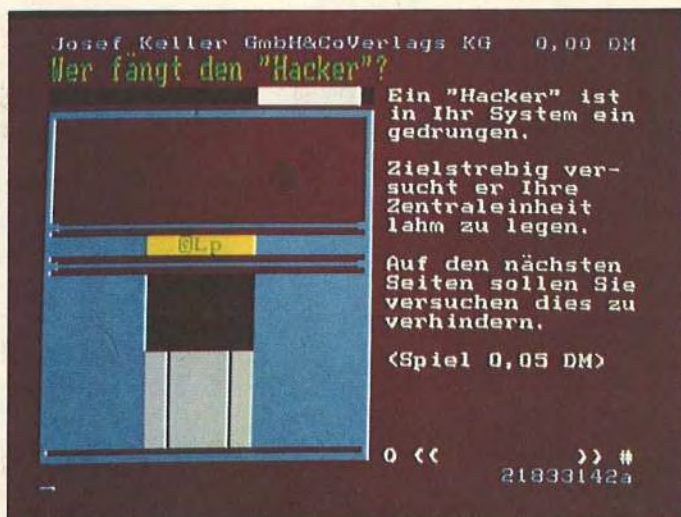 Josef Keller GmbH&CoVerlags KG 0,00 DM
Wer fängt den "Hacker"?
Ein "Hacker" ist
in Ihr System ein
gedrungen.
Zielstrebig ver-
sucht er Ihre
Zentraleinheit
lahm zu legen.
©Lp
Auf den nächsten
Seiten sollen Sie
versuchen dies zu
verhindern.
<Spiel 0,05 DM>
0 << >> #
21833142a